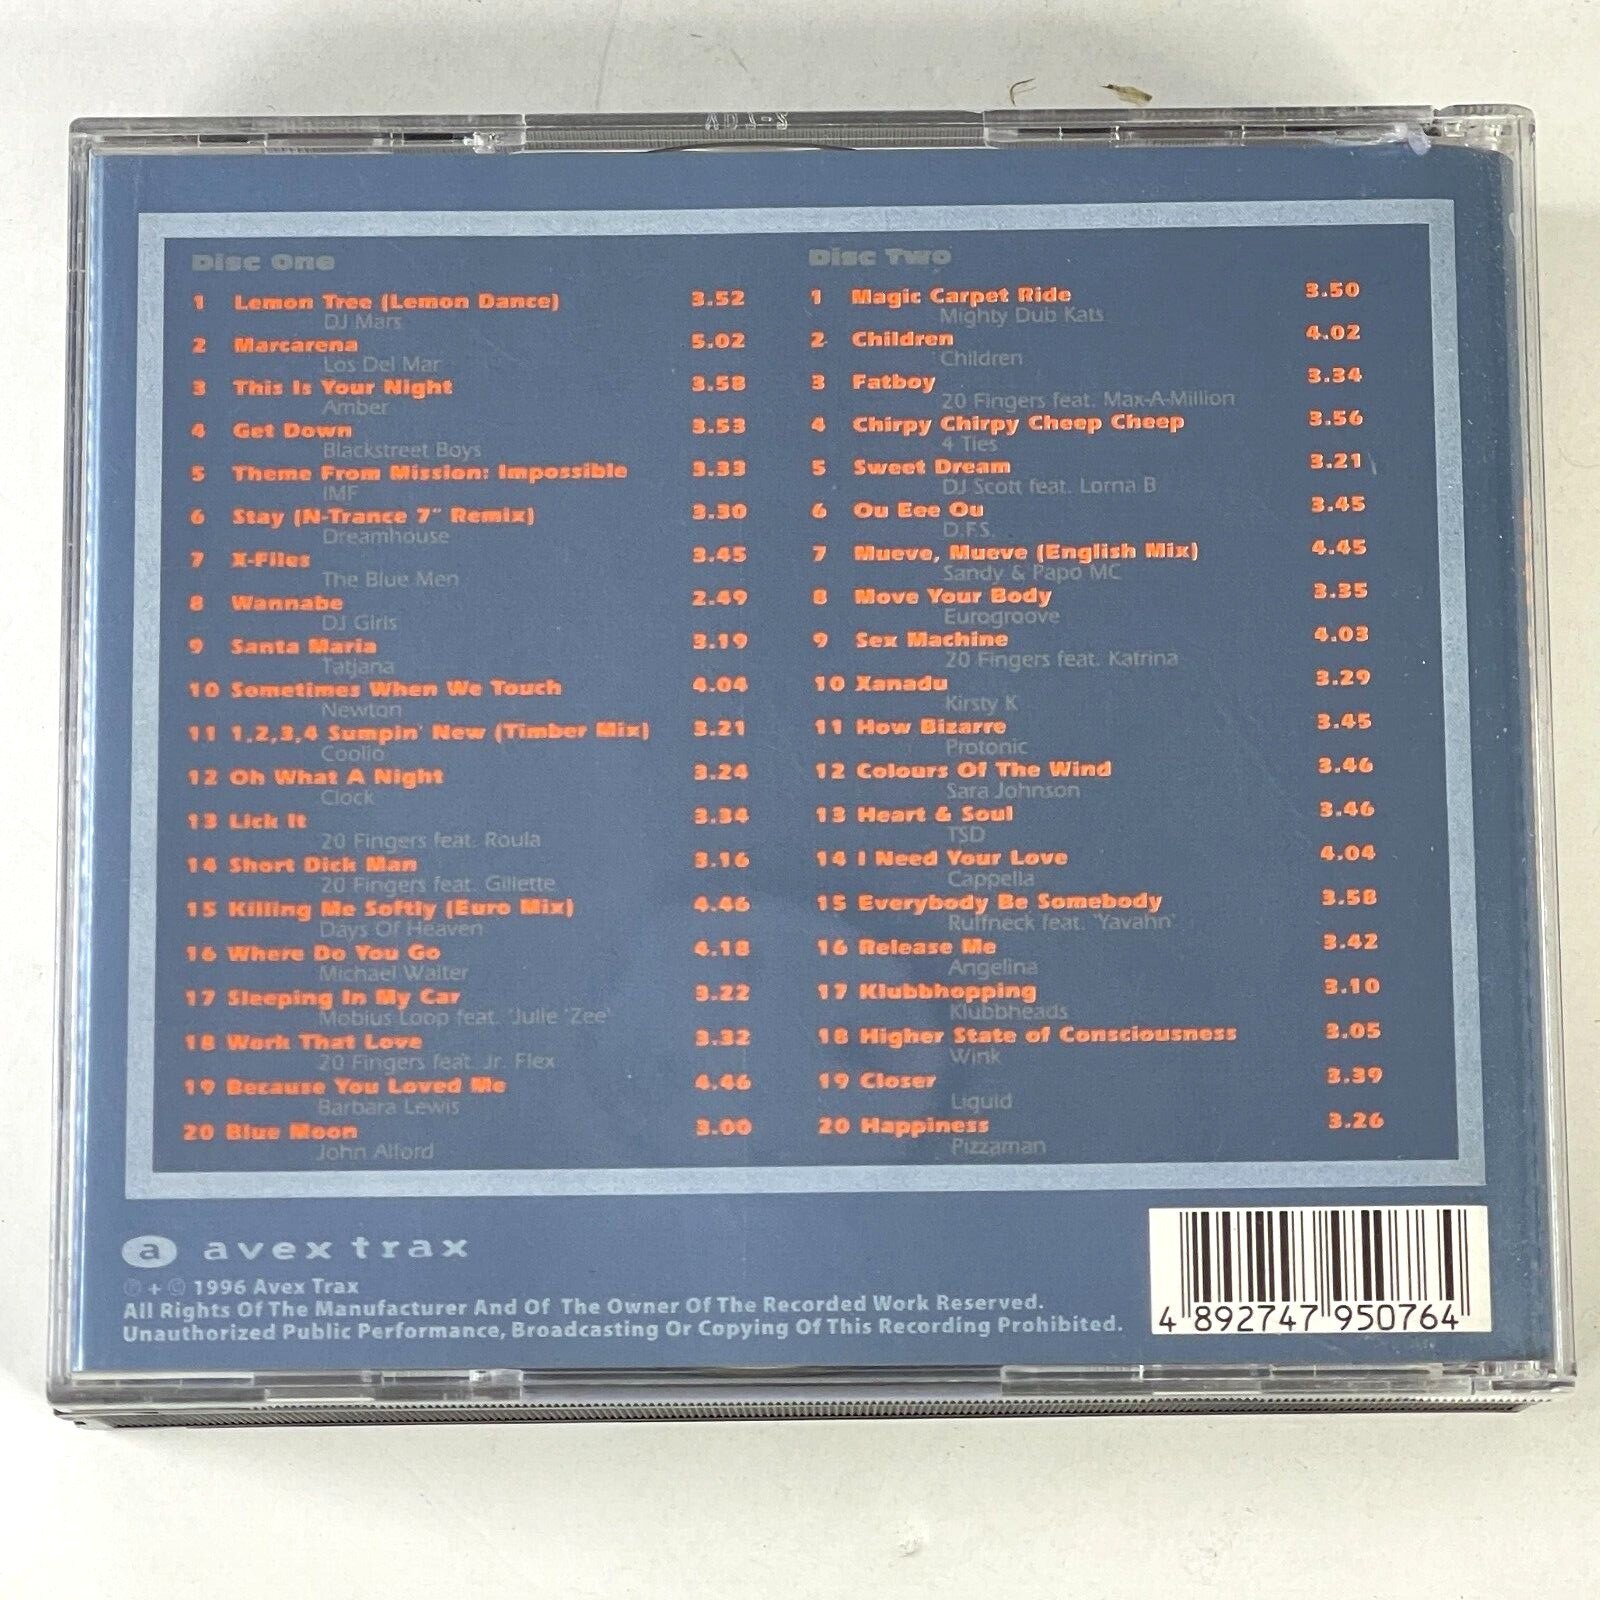 Disc One
1 Lemon Tree (Lemon Dance) 3.52
DJ Mars
2 Marcarena 5.02
Los Del Mar
3 This Is Your Night 3.58
Amber
4 Get Down 3.53
Blackstreet Boys
5 Theme From Mission: Impossible 3.33
IMF
6 Stay (N-Trance 7" Remix) 3.30
Dreamhouse
7 X-Files 3.45
The Blue Men
8 Wannabe 2.49
DJ Girls
9 Santa Maria 3.19
Tatjana
10 Sometimes When We Touch 4.04
Newton
11 1,2,3,4 Sumpin' New (Timber Mix) 3.21
Coolio
12 Oh What A Night 3.24
Clock
13 Lick It 3.34
20 Fingers feat. Roula
14 Short Dick Man 3.16
20 Fingers feat. Gillette
15 Killing Me Softly (Euro Mix) 4.46
Days Of Heaven
16 Where Do You Go 4.18
Michael Walter
17 Sleeping In My Car 3.22
Mobius Loop feat. 'Julie 'Zee'
18 Work That Love 3.32
20 Fingers feat. Jr. Flex
19 Because You Loved Me 4.46
Barbara Lewis
20 Blue Moon 3.00
John Alford
Disc Two
1 Magic Carpet Ride 3.50
Mighty Dub Kats
2 Children 4.02
Children
3 Fatboy 3.34
20 Fingers feat. Max-A-Million
4 Chirpy Chirpy Cheep Cheep 3.56
4 Ties
5 Sweet Dream 3.21
DJ Scott feat. Lorna B
6 Ou Eee Ou 3.45
D.F.S.
7 Mueve, Mueve (English Mix) 4.45
Sandy & Papo MC
8 Move Your Body 3.35
Eurogroove
9 Sex Machine 4.03
20 Fingers feat. Katrina
10 Xanadu 3.29
Kirsty K
11 How Bizarre 3.45
Protonic
12 Colours Of The Wind 3.46
Sara Johnson
13 Heart & Soul 3.46
TSD
14 I Need Your Love 4.04
Cappella
15 Everybody Be Somebody 3.58
Ruffneck feat. 'Yavahn'
16 Release Me 3.42
Angelina
17 Klubbhopping 3.10
Klubbheads
18 Higher State of Consciousness 3.05
Wink
19 Closer 3.39
Liquid
20 Happiness 3.26
Pizzaman
a avex trax
℗ + © 1996 Avex Trax
All Rights Of The Manufacturer And Of The Owner Of The Recorded Work Reserved.
Unauthorized Public Performance, Broadcasting Or Copying Of This Recording Prohibited.
4 892747 950764